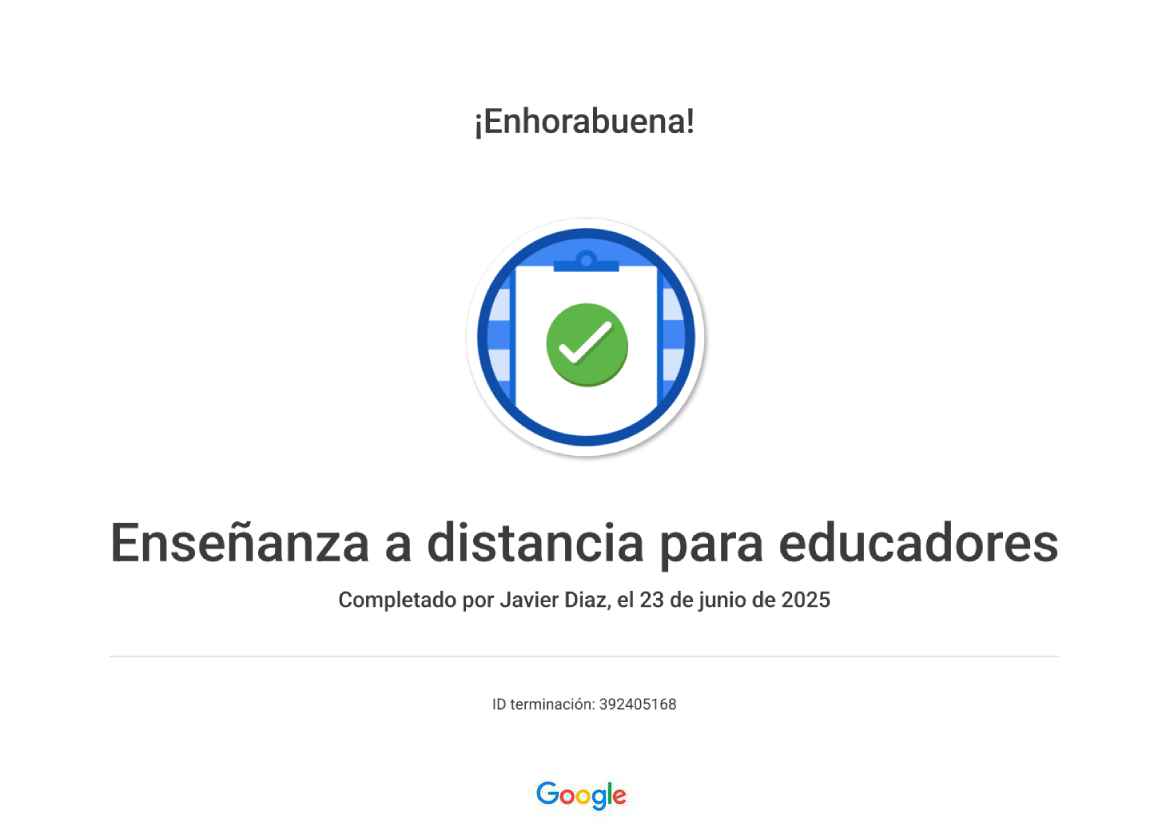 ¡Enhorabuena!
Enseñanza a distancia para educadores
Completado por Javier Diaz, el 23 de junio de 2025
ID terminación: 392405168
Google